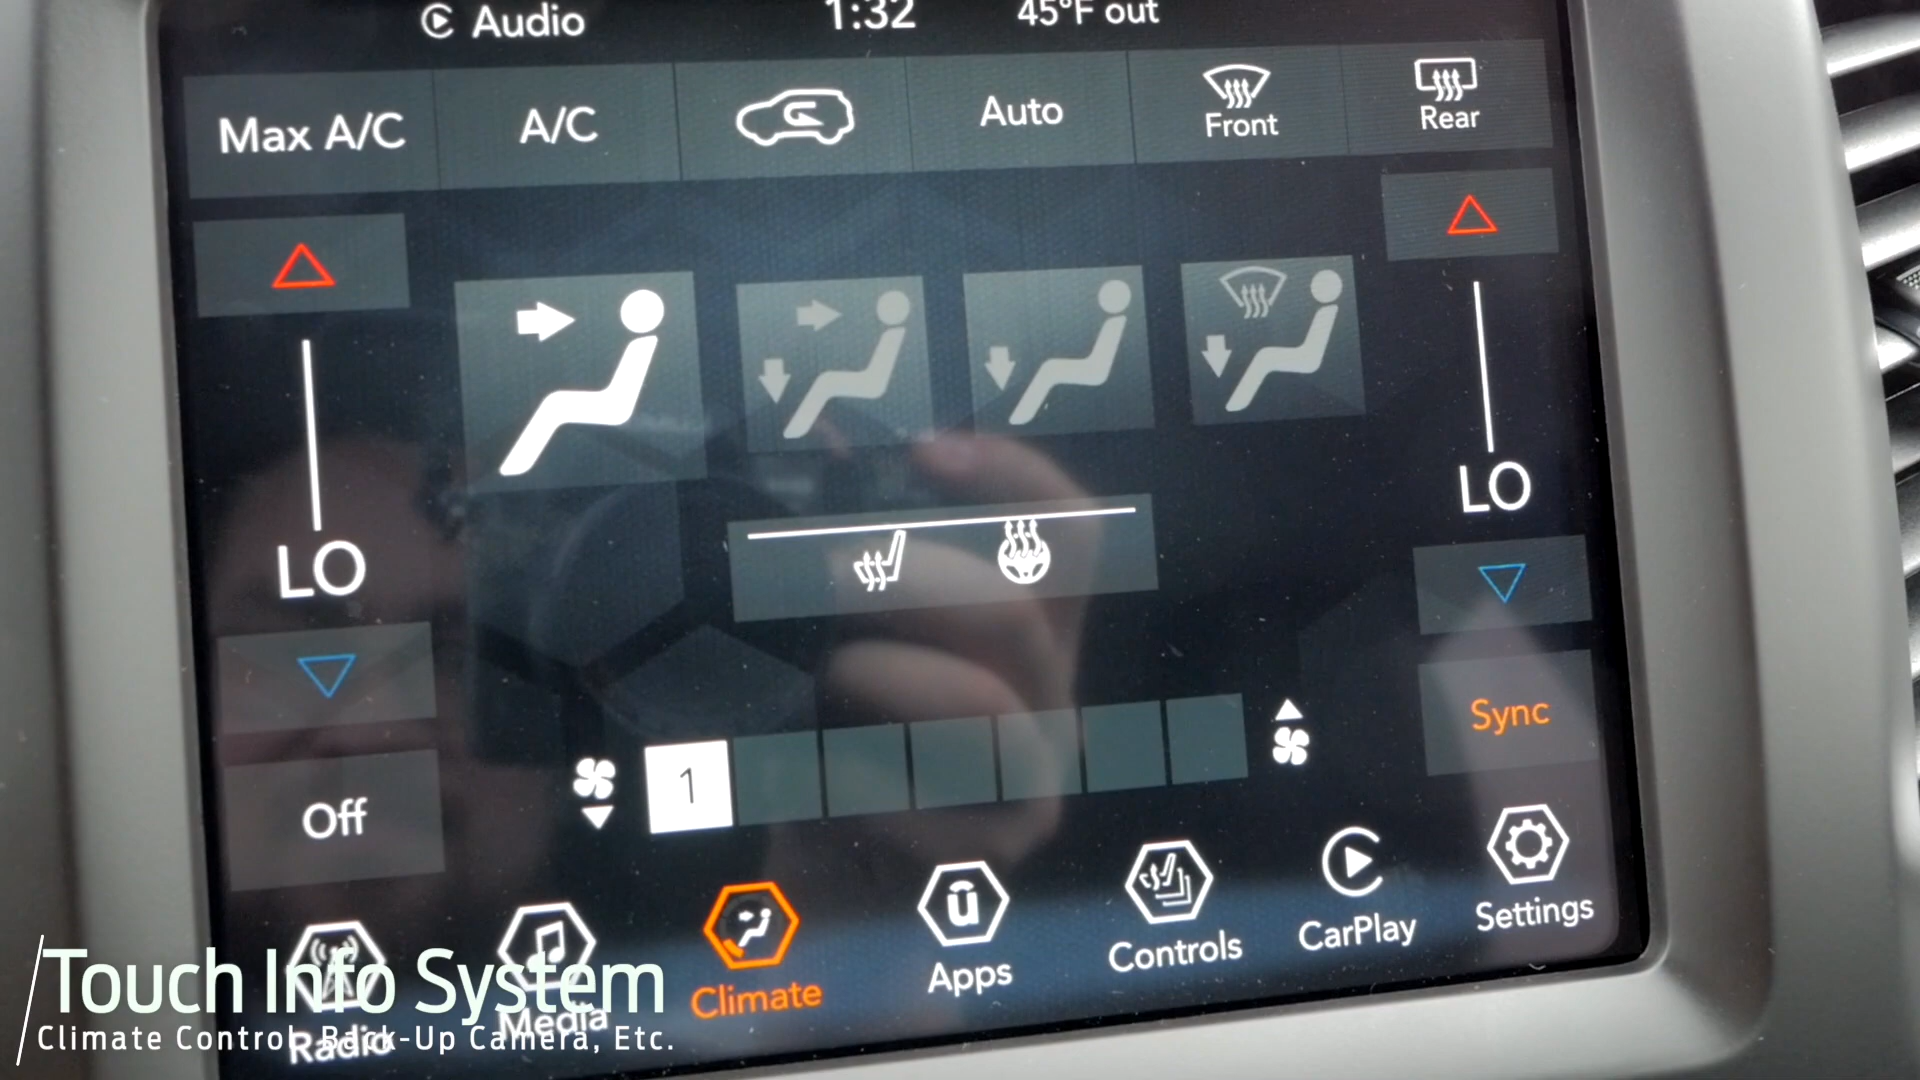 Audio 1:32 45°F out
Max A/C A/C Auto Front Rear
LO LO
Sync
Off 1
Radio Media Climate Apps Controls CarPlay Settings
Touch Info System
Climate Control, Back-Up Camera, Etc.